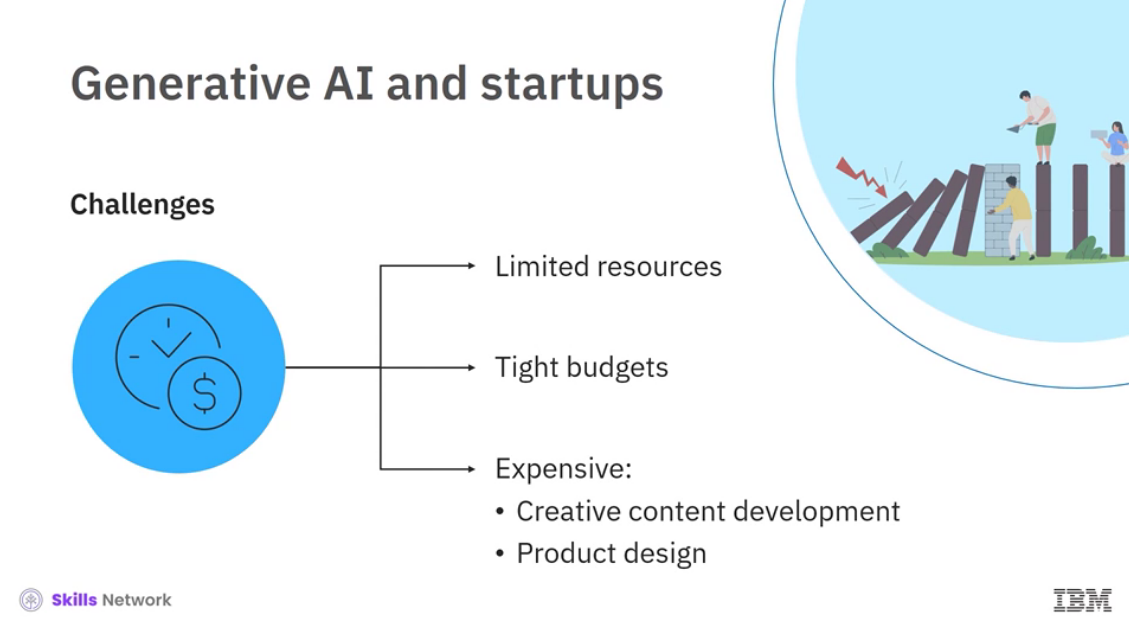 Generative AI and startups
Challenges
Limited resources
Tight budgets
Expensive:
• Creative content development
• Product design
$
Skills Network
IBM